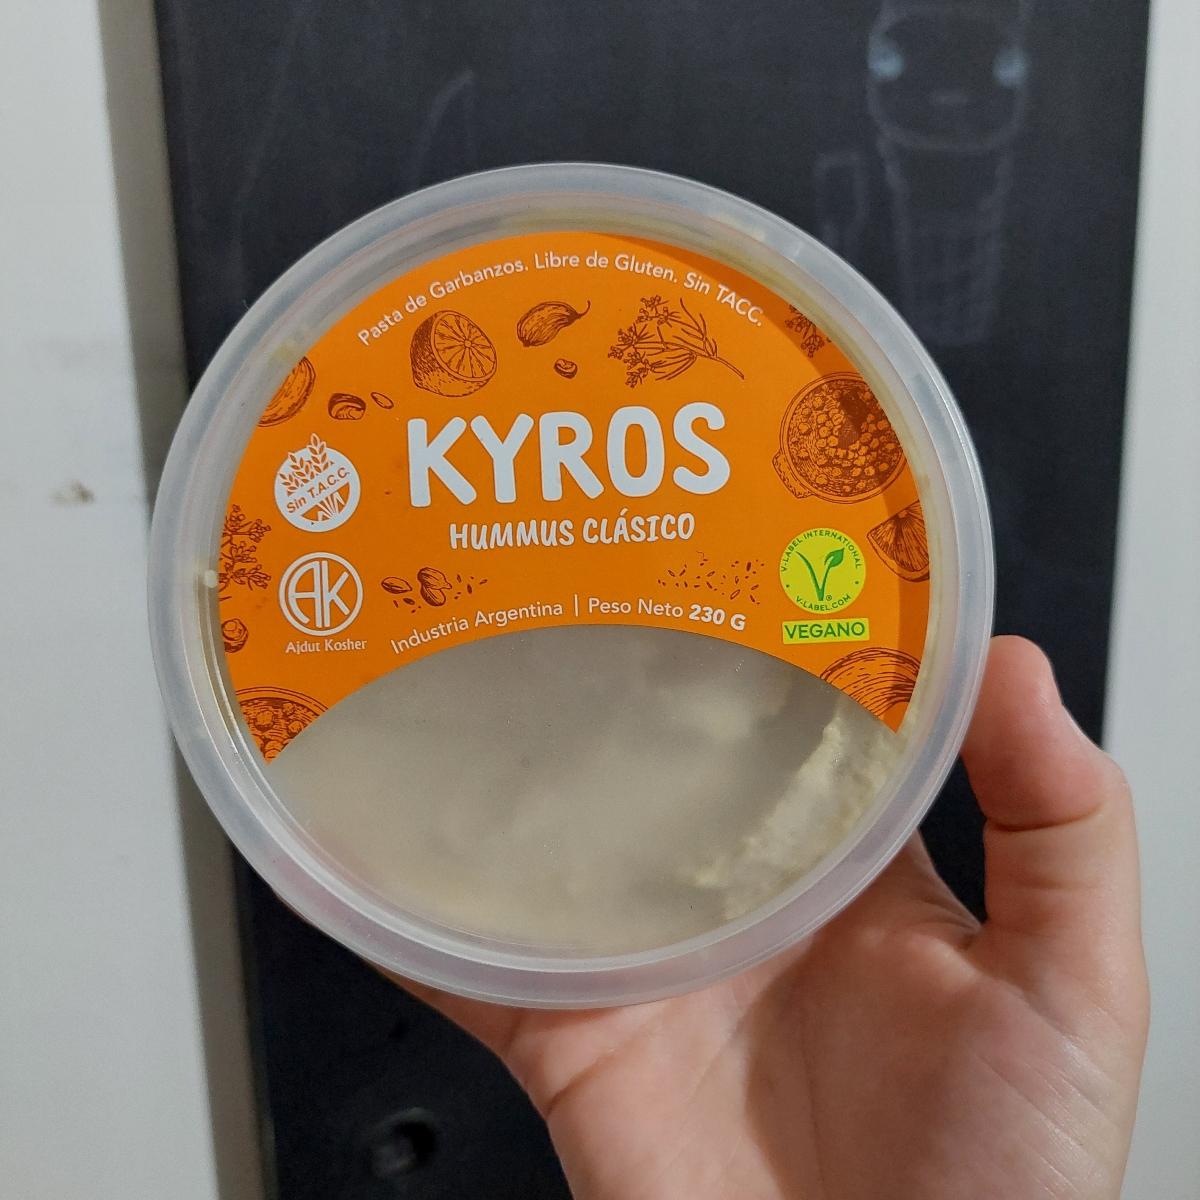 Pasta de Garbanzos. Libre de Gluten. Sin TACC.
KYROS
HUMMUS CLÁSICO
Sin T.A.C.C.
AK
Ajdut Kosher
Industria Argentina | Peso Neto 230 G
V-LABEL INTERNATIONAL
V-LABEL.COM
VEGANO